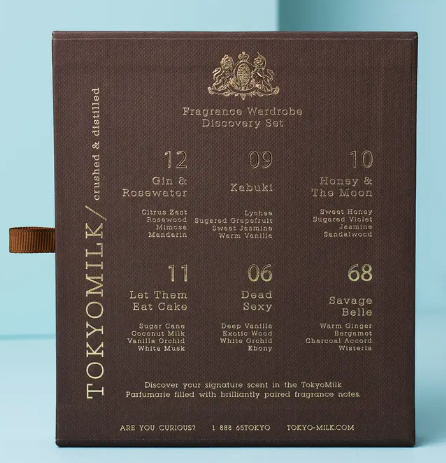 TOKYOMILK/ crushed & distilled
Fragrance Wardrobe
Discovery Set
12
Gin &
Rosewater
Citrus Zest
Rosewood
Mimosa
Mandarin
09
Kabuki
Lychee
Sugared Grapefruit
Sweet Jasmine
Warm Vanilla
10
Honey &
The Moon
Sweet Honey
Sugared Violet
Jasmine
Sandalwood
11
Let Them
Eat Cake
Sugar Cane
Coconut Milk
Vanilla Orchid
White Musk
06
Dead
Sexy
Deep Vanilla
Exotic Wood
White Orchid
Ebony
68
Savage
Belle
Warm Ginger
Bergamot
Charcoal Accord
Wisteria
Discover your signature scent in the TokyoMilk
Parfumarie filled with brilliantly paired fragrance notes.
ARE YOU CURIOUS? 1 888 65TOKYO TOKYO-MILK.COM